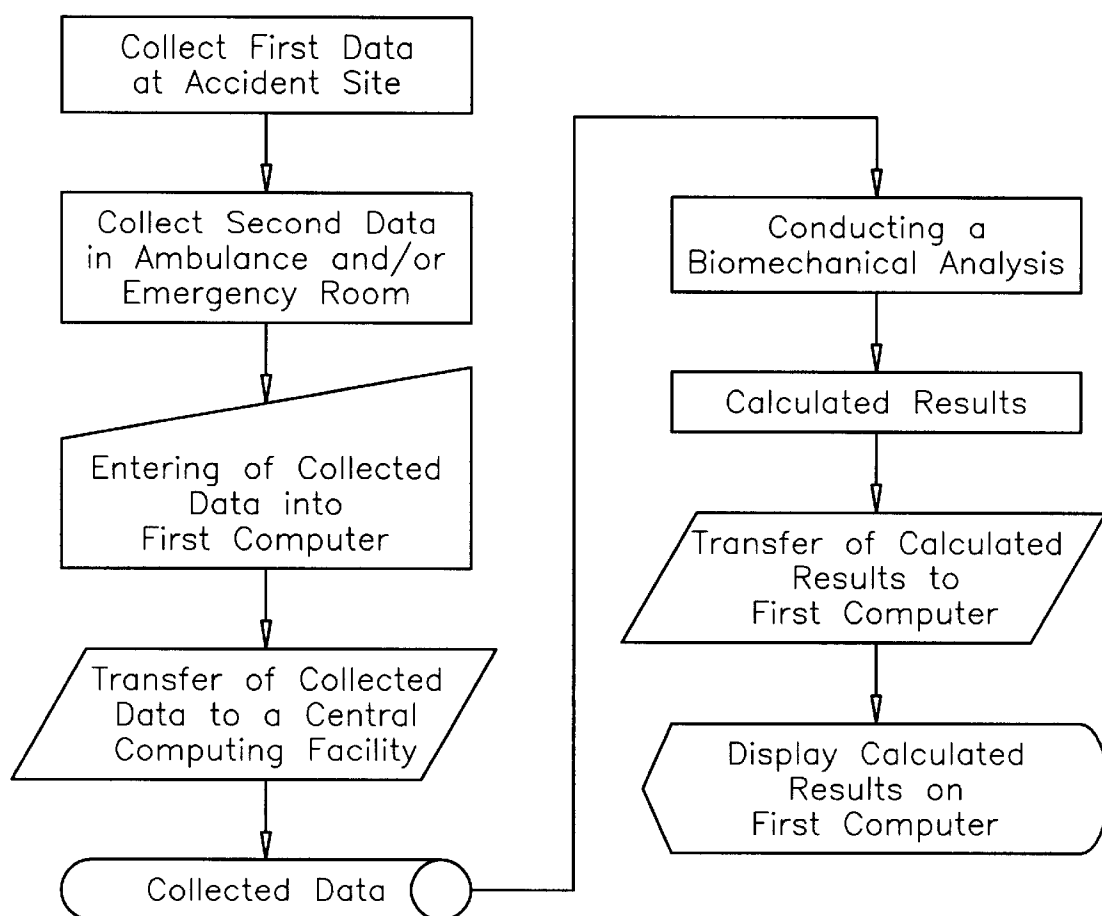 Collect First Data
at Accident Site
Collect Second Data
in Ambulance and/or
Emergency Room
Entering of Collected
Data into
First Computer
Transfer of Collected
Data to a Central
Computing Facility
Collected Data
Conducting a
Biomechanical Analysis
Calculated Results
Transfer of Calculated
Results to
First Computer
Display Calculated
Results on
First Computer